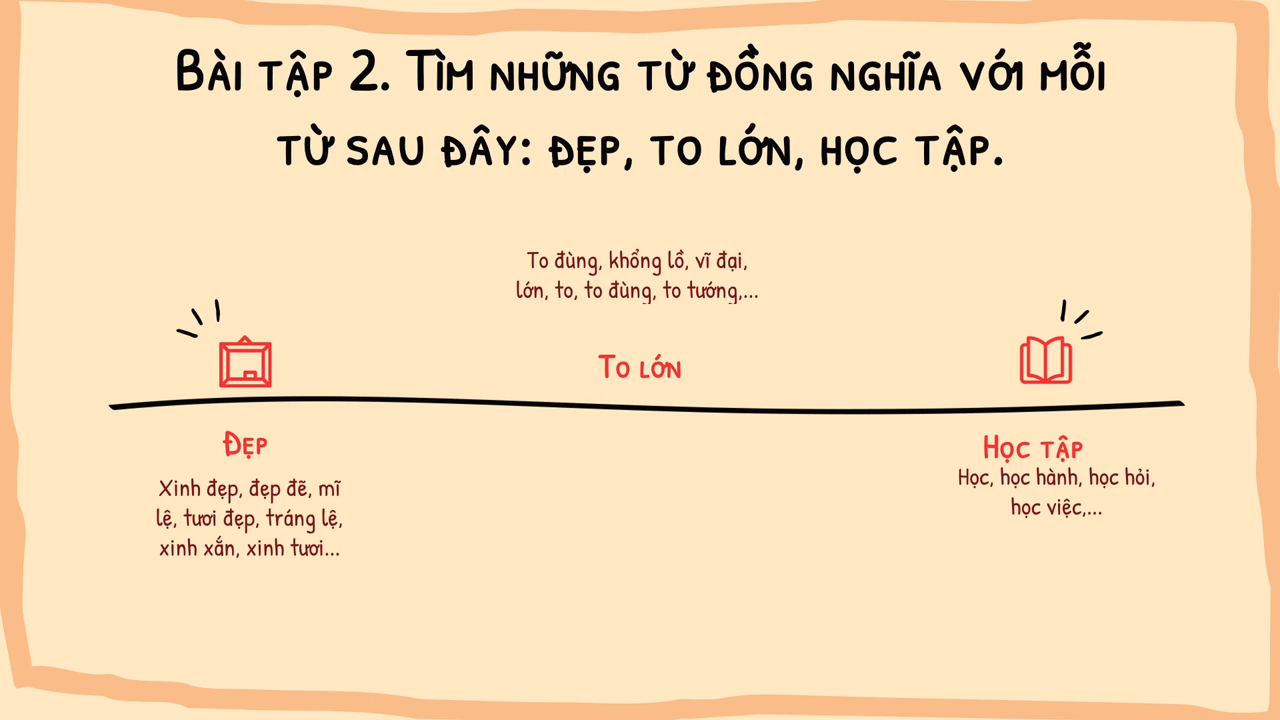 Bài tập 2. Tìm những từ đồng nghĩa với mỗi
từ sau đây: đẹp, to lớn, học tập.
To đùng, khổng lồ, vĩ đại,
lớn, to, to đùng, to tướng,...
To lớn
Đẹp
Xinh đẹp, đẹp đẽ, mĩ
lệ, tươi đẹp, tráng lệ,
xinh xắn, xinh tươi...
Học tập
Học, học hành, học hỏi,
học việc,...